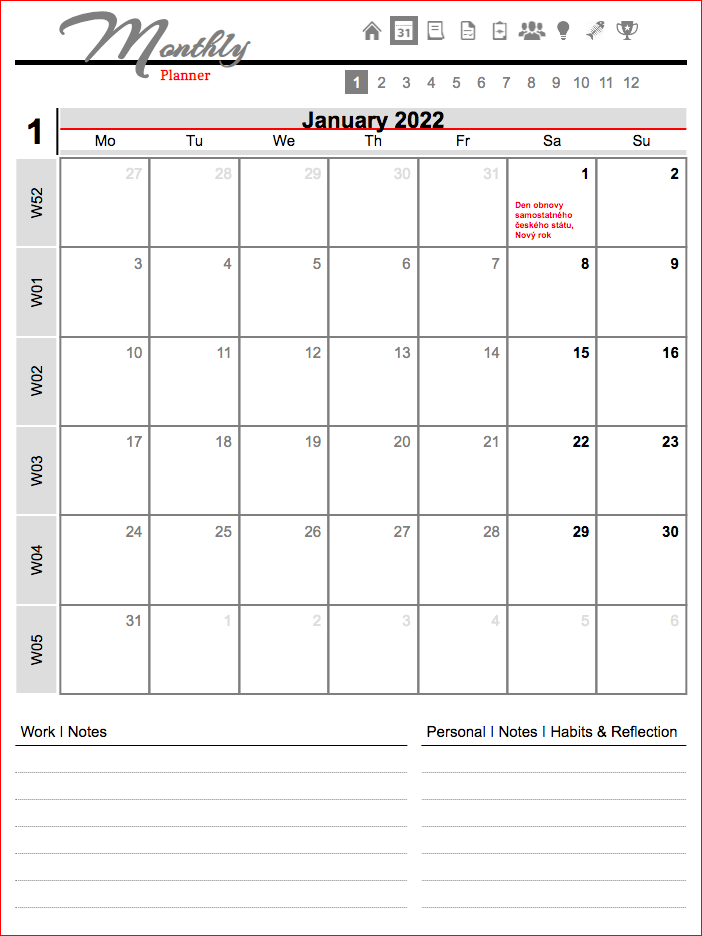 Monthly
Planner
31
1 2 3 4 5 6 7 8 9 10 11 12
1
January 2022
Mo Tu We Th Fr Sa Su
W52
27 28 29 30 31 1 2
Den obnovy
samostatného
českého státu,
Nový rok
W01
3 4 5 6 7 8 9
W02
10 11 12 13 14 15 16
W03
17 18 19 20 21 22 23
W04
24 25 26 27 28 29 30
W05
31 1 2 3 4 5 6
Work | Notes
Personal | Notes | Habits & Reflection